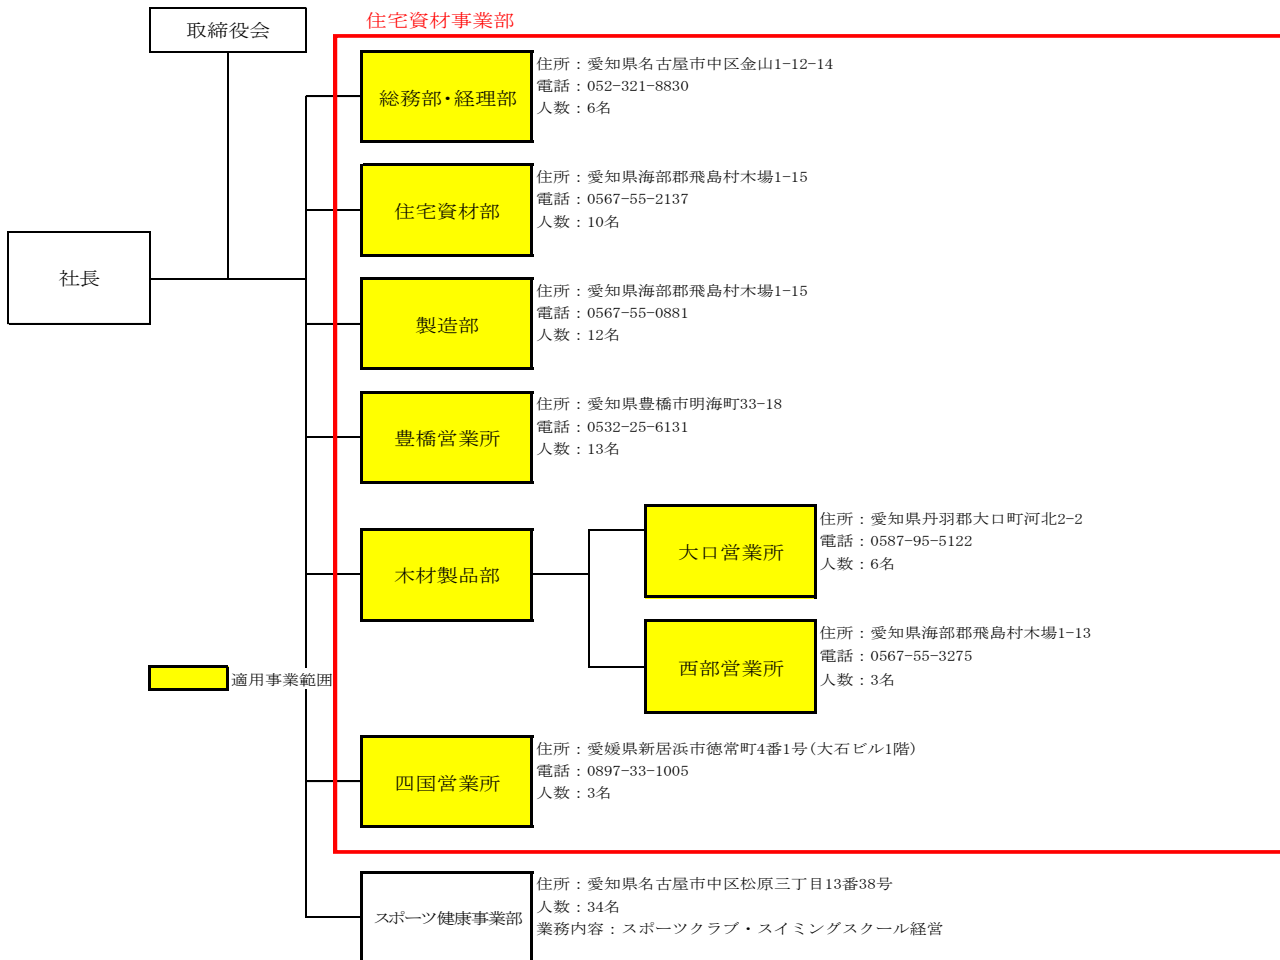 取締役会
住宅資材事業部
総務部・経理部
住所：愛知県名古屋市中区金山1-12-14
電話：052-321-8830
人数：6名
住宅資材部
住所：愛知県海部郡飛島村木場1-15
電話：0567-55-2137
人数：10名
社長
製造部
住所：愛知県海部郡飛島村木場1-15
電話：0567-55-0881
人数：12名
豊橋営業所
住所：愛知県豊橋市明海町33-18
電話：0532-25-6131
人数：13名
木材製品部
大口営業所
住所：愛知県丹羽郡大口町河北2-2
電話：0587-95-5122
人数：6名
西部営業所
住所：愛知県海部郡飛島村木場1-13
電話：0567-55-3275
人数：3名
適用事業範囲
四国営業所
住所：愛媛県新居浜市徳常町4番1号(大石ビル1階)
電話：0897-33-1005
人数：3名
スポーツ健康事業部
住所：愛知県名古屋市中区松原三丁目13番38号
人数：34名
業務内容：スポーツクラブ・スイミングスクール経営